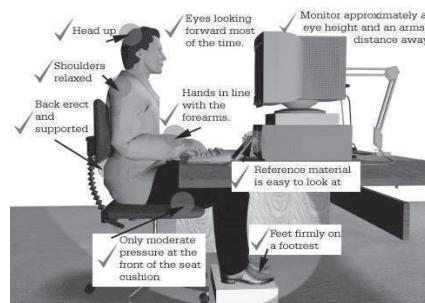 Head up
Eyes looking
forward most
of the time.
Monitor approximately a
eye height and an arms
distance away
Shoulders
relaxed
Back erect
and
supported
Hands in line
with the
forearms.
Reference material
is easy to look at
Only moderate
pressure at the
front of the seat
cushion
Feet firmly on
a footrest